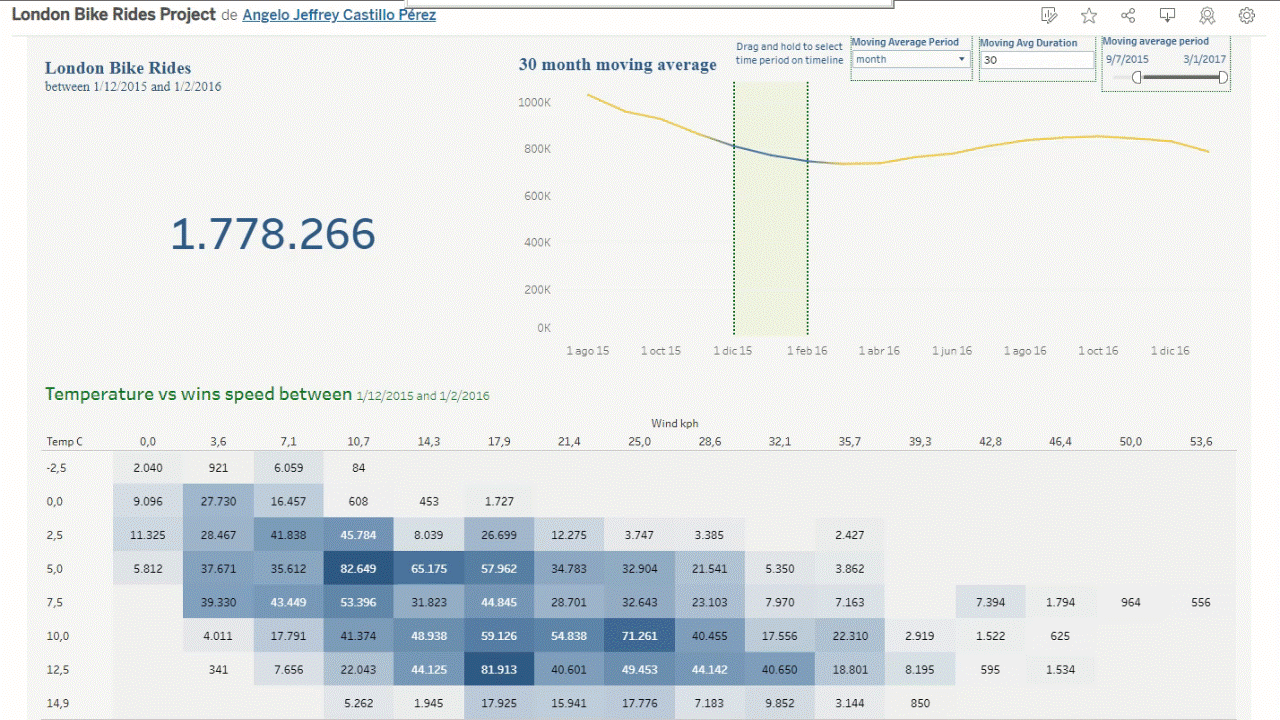 London Bike Rides Project de Angelo Jeffrey Castillo Pérez
London Bike Rides
between 1/12/2015 and 1/2/2016
1.778.266
30 month moving average
Drag and hold to select
time period on timeline
Moving Average Period
month
Moving Avg Duration
30
Moving average period
9/7/2015 3/1/2017
1000K
800K
600K
400K
200K
0K
1 ago 15 1 oct 15 1 dic 15 1 feb 16 1 abr 16 1 jun 16 1 ago 16 1 oct 16 1 dic 16
Temperature vs wins speed between 1/12/2015 and 1/2/2016
Wind kph
Temp C 0,0 3,6 7,1 10,7 14,3 17,9 21,4 25,0 28,6 32,1 35,7 39,3 42,8 46,4 50,0 53,6
-2,5 2.040 921 6.059 84
0,0 9.096 27.730 16.457 608 453 1.727
2,5 11.325 28.467 41.838 45.784 8.039 26.699 12.275 3.747 3.385 2.427
5,0 5.812 37.671 35.612 82.649 65.175 57.962 34.783 32.904 21.541 5.350 3.862
7,5 39.330 43.449 53.396 31.823 44.845 28.701 32.643 23.103 7.970 7.163 7.394 1.794 964 556
10,0 4.011 17.791 41.374 48.938 59.126 54.838 71.261 40.455 17.556 22.310 2.919 1.522 625
12,5 341 7.656 22.043 44.125 81.913 40.601 49.453 44.142 40.650 18.801 8.195 595 1.534
14,9 5.262 1.945 17.925 15.941 17.776 7.183 9.852 3.144 850